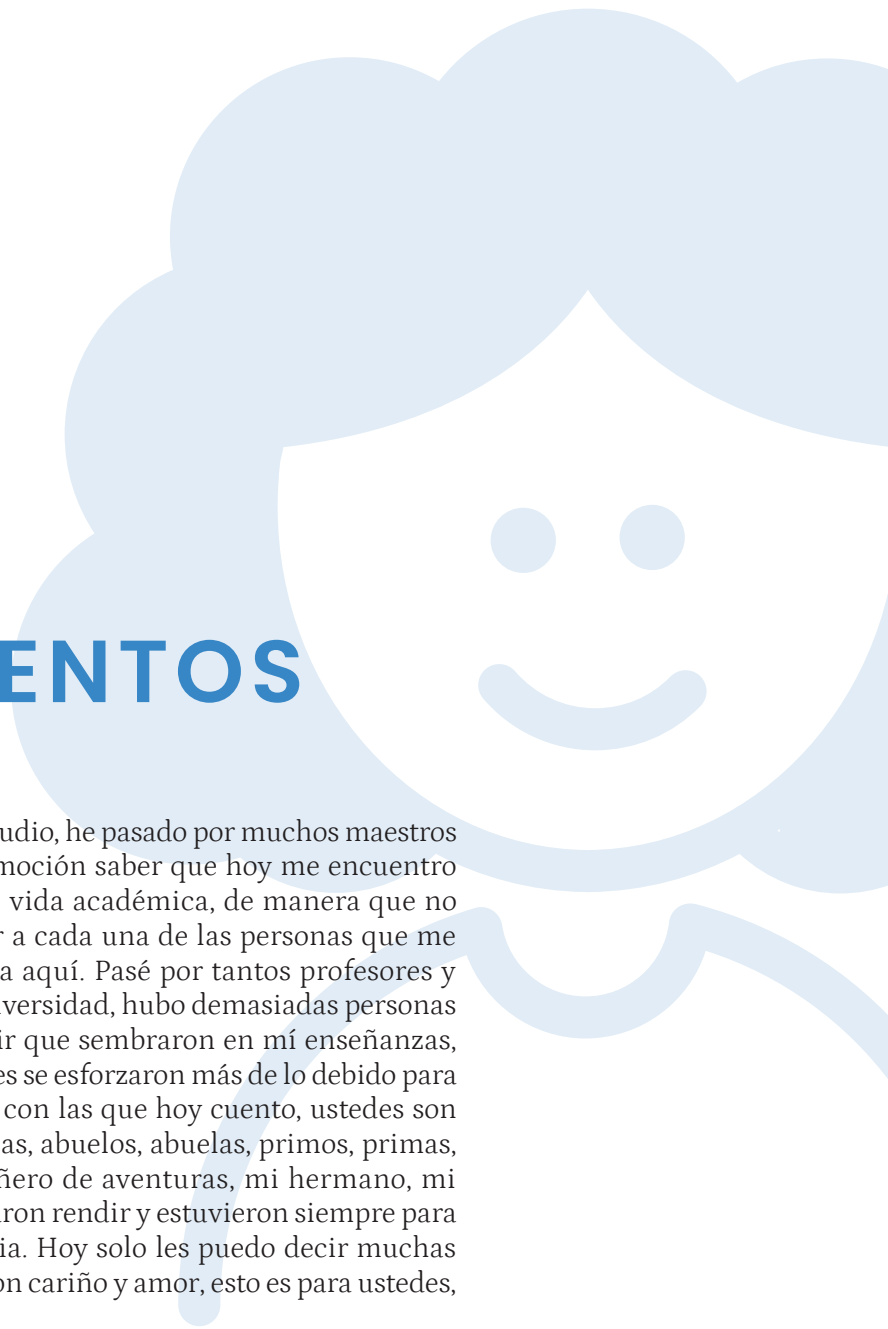 ENTOS
udio, he pasado por muchos maestros
moción saber que hoy me encuentro
vida académica, de manera que no
r a cada una de las personas que me
a aquí. Pasé por tantos profesores y
versidad, hubo demasiadas personas
ir que sembraron en mí enseñanzas,
es se esforzaron más de lo debido para
con las que hoy cuento, ustedes son
as, abuelos, abuelas, primos, primas,
ñero de aventuras, mi hermano, mi
ron rendir y estuvieron siempre para
ia. Hoy solo les puedo decir muchas
on cariño y amor, esto es para ustedes,